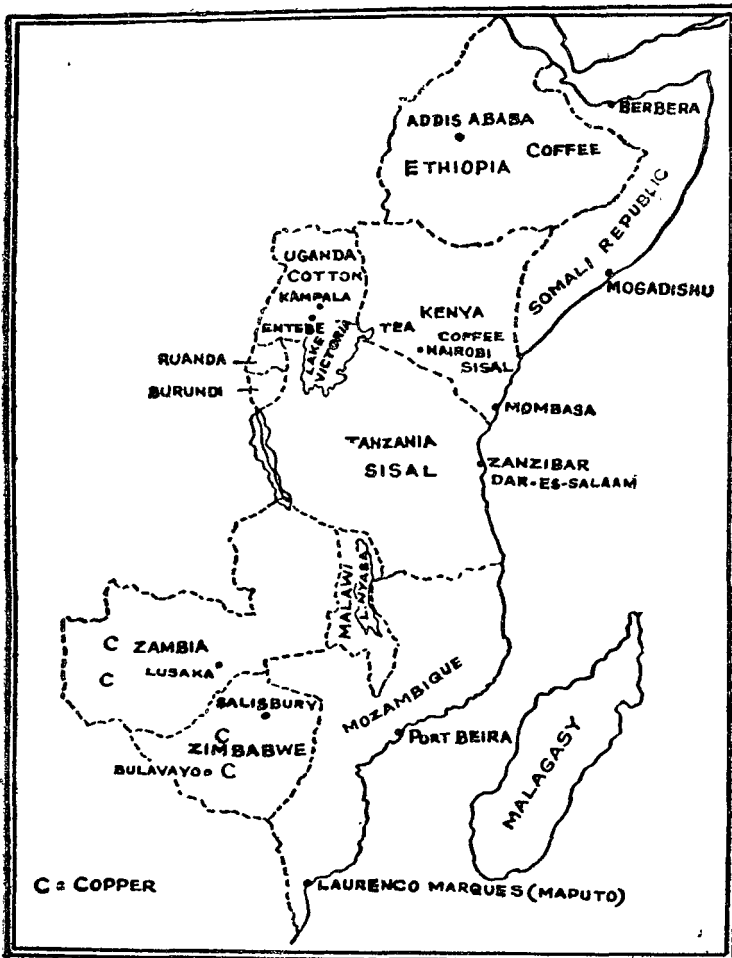 BERBERA
ADDIS ABABA
COFFEE
ETHIOPIA
SOMALI REPUBLIC
MOGADISHU
UGANDA
COTTON
KAMPALA
ENTEBE
LAKE
VICTORIA
KENYA
TEA
COFFEE
NAIROBI
SISAL
RUANDA
BURUNDI
MOMBASA
TANZANIA
SISAL
ZANZIBAR
DAR-ES-SALAAM
MALAWI
L. NYASA
C ZAMBIA
C LUSAKA
SALISBURY
C
ZIMBABWE
BULAVAYO C
MOZAMBIQUE
PORT BEIRA
MALAGASY
C = COPPER
LAURENCO MARQUES (MAPUTO)